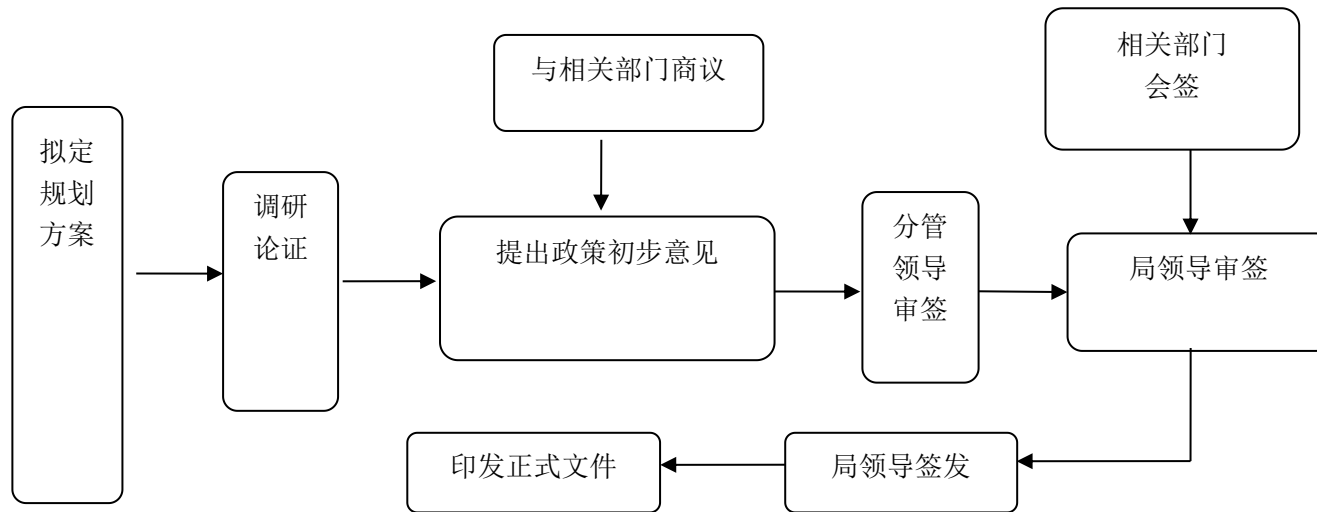 与相关部门商议
相关部门
会签
拟定
规划
方案
调研
论证
提出政策初步意见
分管
领导
审签
局领导审签
印发正式文件
局领导签发